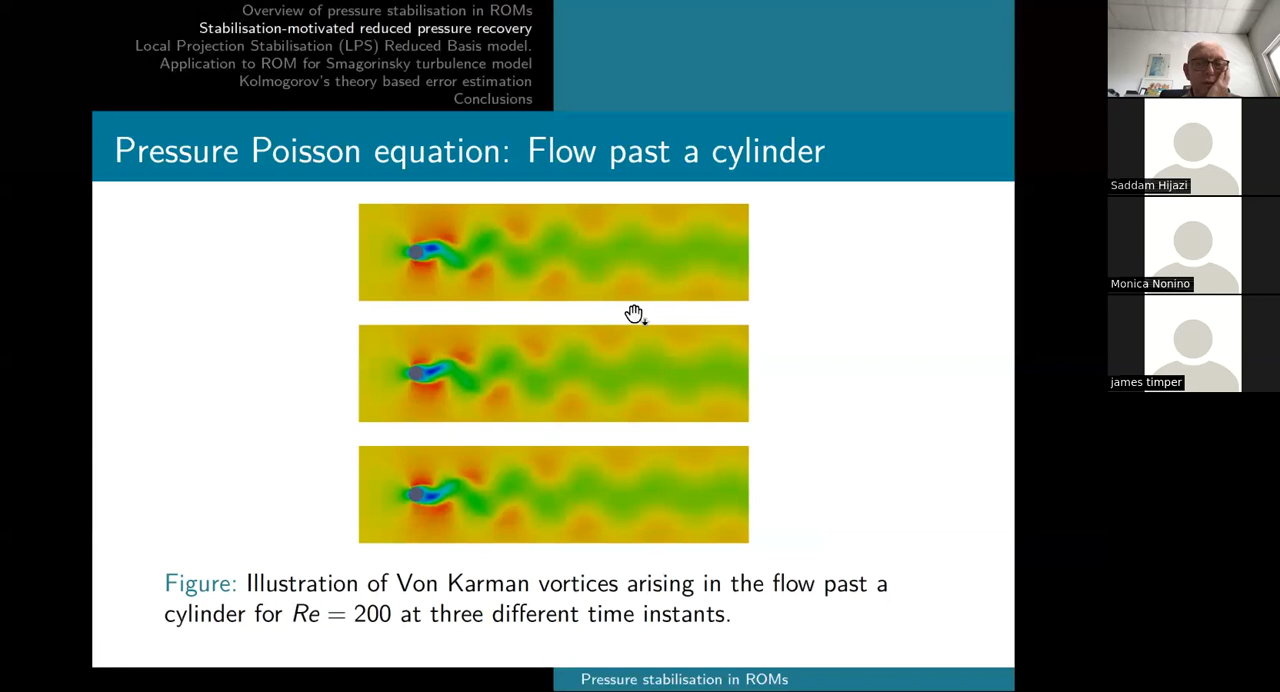 Overview of pressure stabilisation in ROMs
Stabilisation-motivated reduced pressure recovery
Local Projection Stabilisation (LPS) Reduced Basis model.
Application to ROM for Smagorinsky turbulence model
Kolmogorov's theory based error estimation
Conclusions
Pressure Poisson equation: Flow past a cylinder
Figure: Illustration of Von Karman vortices arising in the flow past a
cylinder for Re = 200 at three different time instants.
Pressure stabilisation in ROMs
Saddam Hijazi
Monica Nonino
james timper